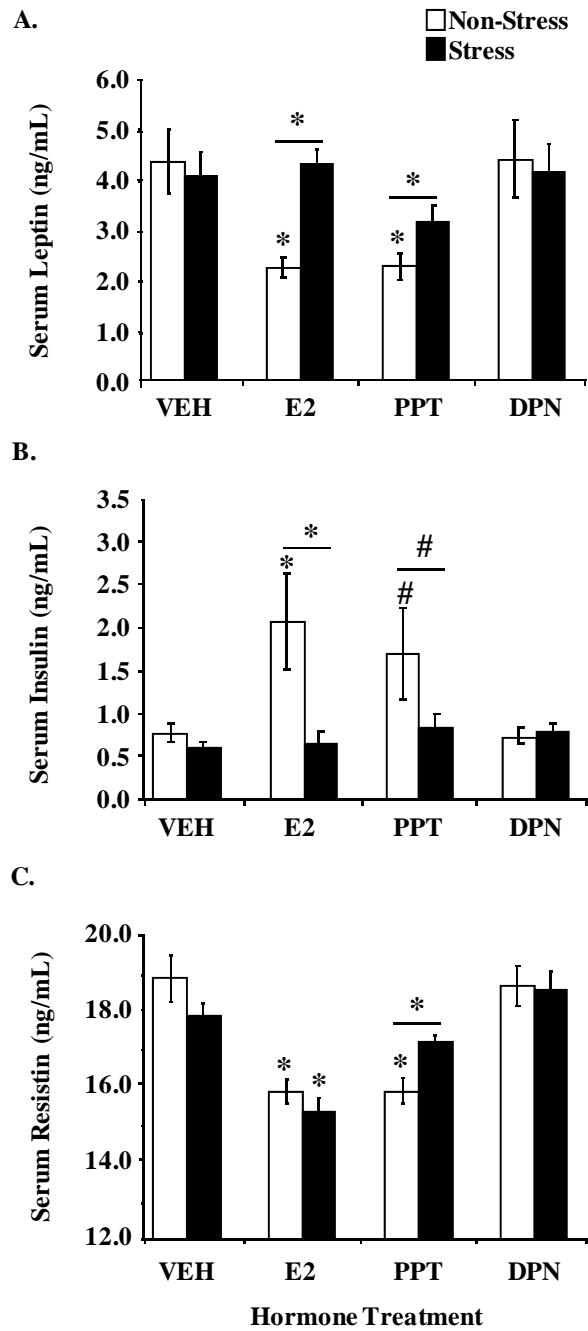 A.
Non-Stress
Stress
Serum Leptin (ng/mL)
6.0
5.0
4.0
3.0
2.0
1.0
0.0
*
*
*
*
VEH E2 PPT DPN
B.
Serum Insulin (ng/mL)
3.5
3.0
2.5
2.0
1.5
1.0
0.5
0.0
*
*
#
#
VEH E2 PPT DPN
C.
Serum Resistin (ng/mL)
20.0
18.0
16.0
14.0
12.0
*
*
*
*
VEH E2 PPT DPN
Hormone Treatment